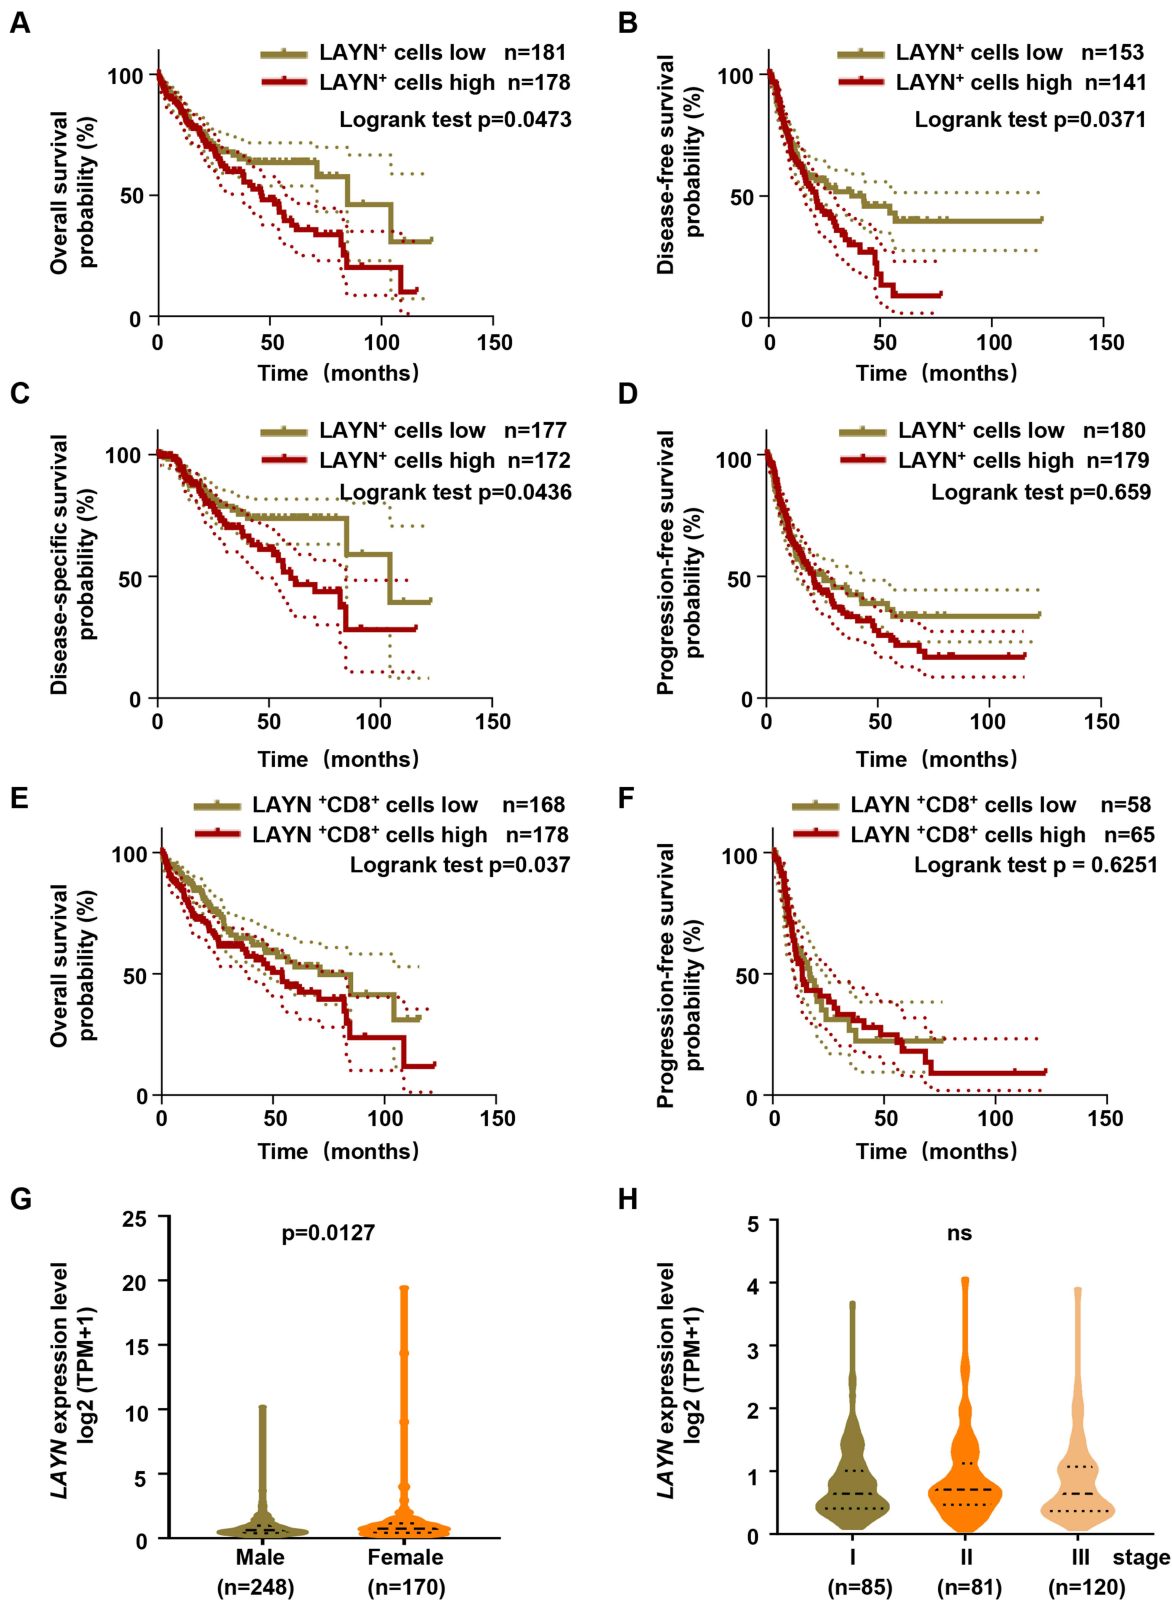 A
LAYN⁺ cells low n=181
LAYN⁺ cells high n=178
Logrank test p=0.0473
Overall survival
probability (%)
100
50
0
0 50 100 150
Time (months)
B
LAYN⁺ cells low n=153
LAYN⁺ cells high n=141
Logrank test p=0.0371
Disease-free survival
probability (%)
100
50
0
0 50 100 150
Time (months)
C
LAYN⁺ cells low n=177
LAYN⁺ cells high n=172
Logrank test p=0.0436
Disease-specific survival
probability (%)
100
50
0
0 50 100 150
Time (months)
D
LAYN⁺ cells low n=180
LAYN⁺ cells high n=179
Logrank test p=0.659
Progression-free survival
probability (%)
100
50
0
0 50 100 150
Time (months)
E
LAYN ⁺CD8⁺ cells low n=168
LAYN ⁺CD8⁺ cells high n=178
Logrank test p=0.037
Overall survival
probability (%)
100
50
0
0 50 100 150
Time (months)
F
LAYN ⁺CD8⁺ cells low n=58
LAYN ⁺CD8⁺ cells high n=65
Logrank test p = 0.6251
Progression-free survival
probability (%)
100
50
0
0 50 100 150
Time (months)
G
p=0.0127
LAYN expression level
log2 (TPM+1)
25
20
15
10
5
0
Male Female
(n=248) (n=170)
H
ns
LAYN expression level
log2 (TPM+1)
5
4
3
2
1
0
I II III stage
(n=85) (n=81) (n=120)